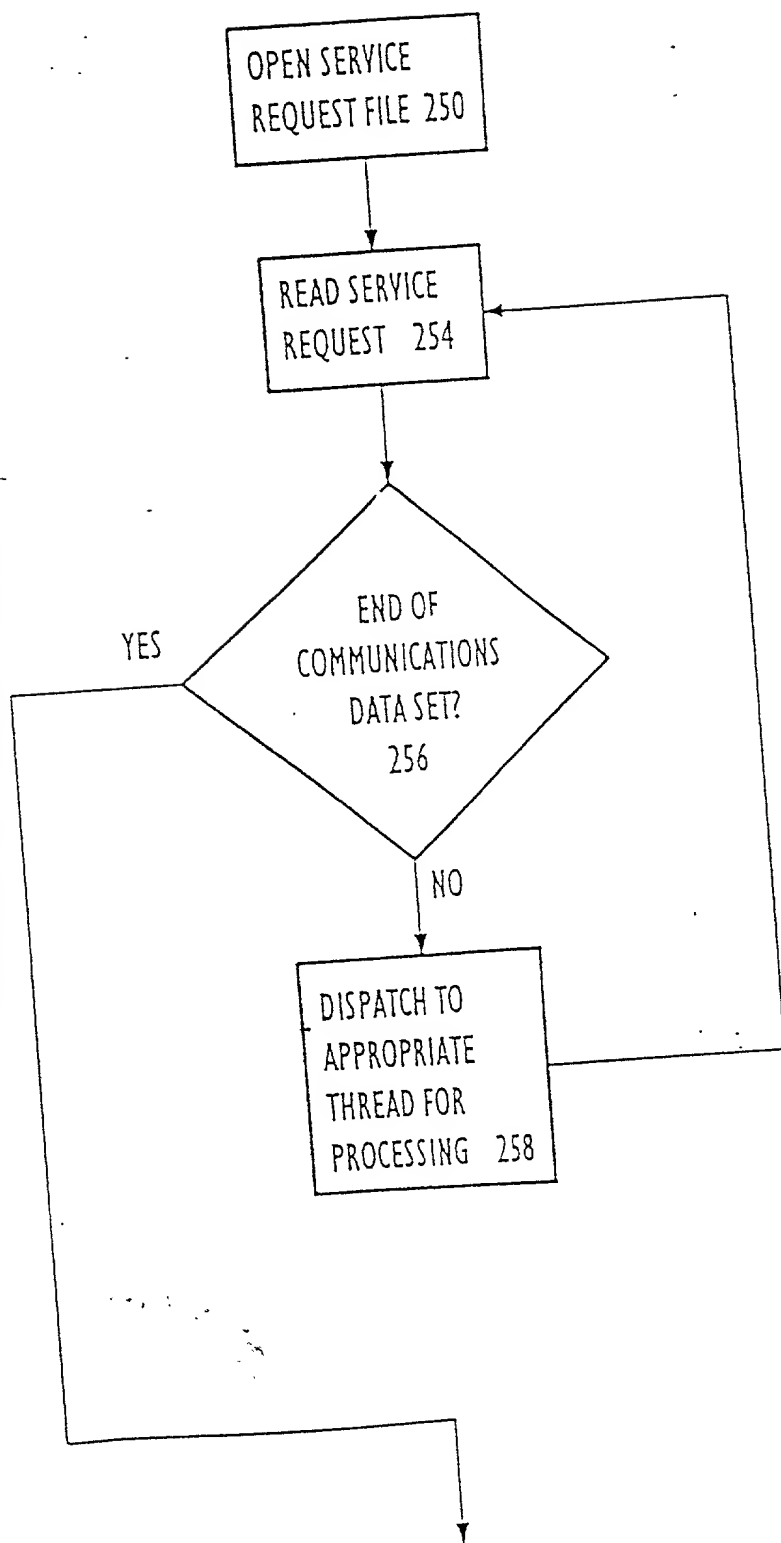 OPEN SERVICE
REQUEST FILE 250
READ SERVICE
REQUEST 254
END OF
COMMUNICATIONS
DATA SET?
256
YES
NO
DISPATCH TO
APPROPRIATE
THREAD FOR
PROCESSING 258